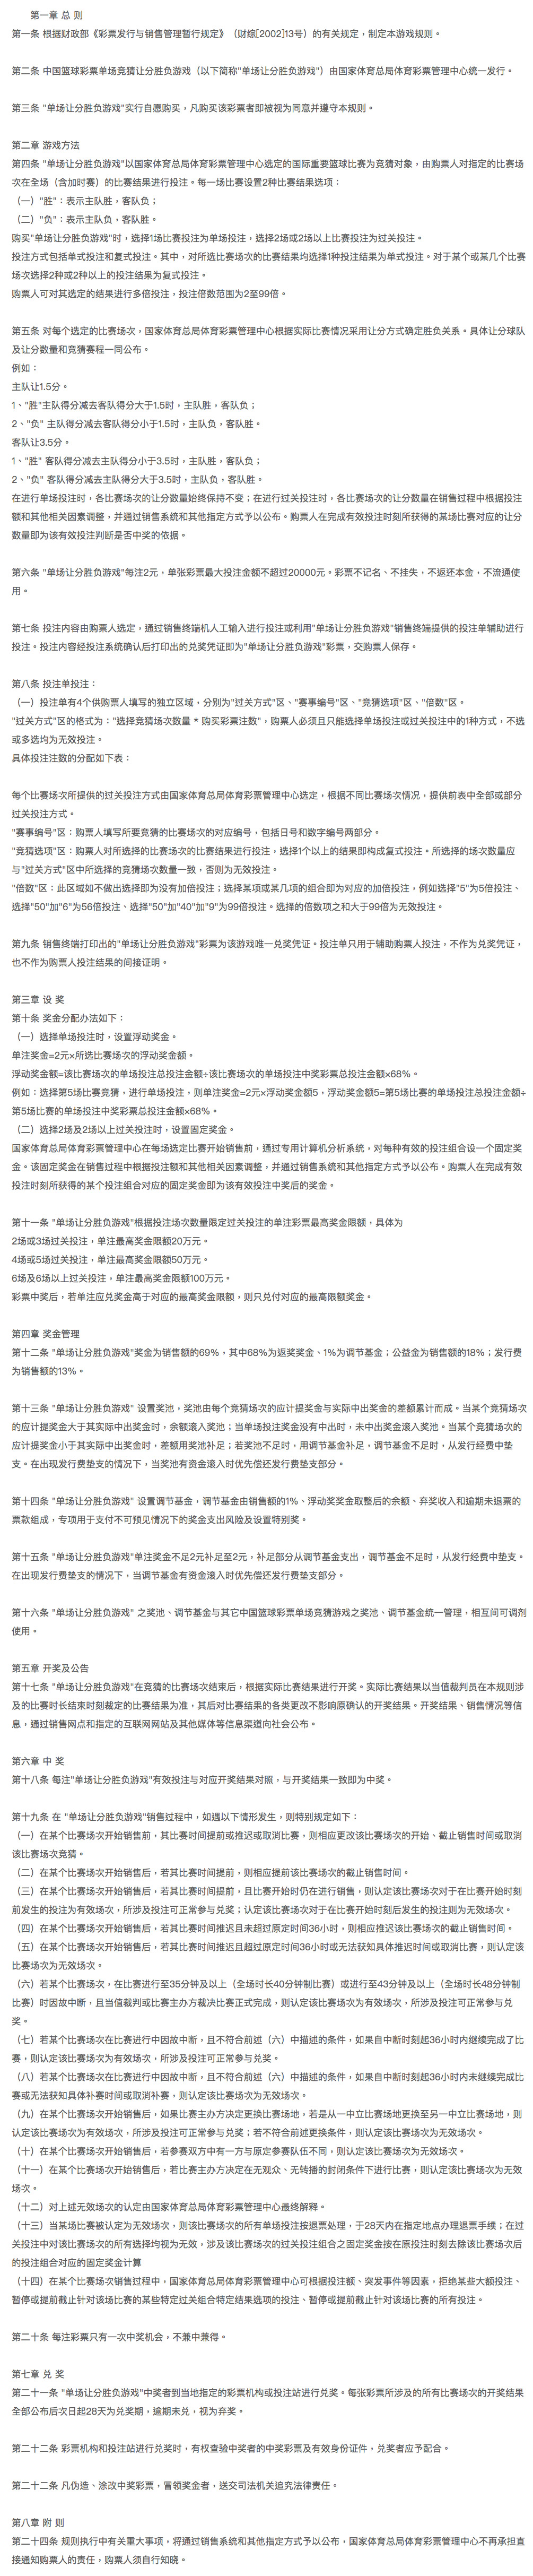 第一章 总 则
第一条 根据财政部《彩票发行与销售管理暂行规定》（财综[2002]13号）的有关规定，制定本游戏规则。
第二条 中国篮球彩票单场竞猜让分胜负游戏（以下简称"单场让分胜负游戏"）由国家体育总局体育彩票管理中心统一发行。
第三条 "单场让分胜负游戏"实行自愿购买，凡购买该彩票者即被视为同意并遵守本规则。
第二章 游戏方法
第四条 "单场让分胜负游戏"以国家体育总局体育彩票管理中心选定的国际重要篮球比赛为竞猜对象，由购票人对指定的比赛场
次在全场（含加时赛）的比赛结果进行投注。每一场比赛设置2种比赛结果选项：
（一）"胜"：表示主队胜，客队负；
（二）"负"：表示主队负，客队胜。
购买"单场让分胜负游戏"时，选择1场比赛投注为单场投注，选择2场或2场以上比赛投注为过关投注。
投注方式包括单式投注和复式投注。其中，对所选比赛场次的比赛结果均选择1种投注结果为单式投注。对于某个或某几个比赛
场次选择2种或2种以上的投注结果为复式投注。
购票人可对其选定的结果进行多倍投注，投注倍数范围为2至99倍。
第五条 对每个选定的比赛场次，国家体育总局体育彩票管理中心根据实际比赛情况采用让分方式确定胜负关系。具体让分球队
及让分数量和竞猜赛程一同公布。
例如：
主队让1.5分。
1、"胜"主队得分减去客队得分大于1.5时，主队胜，客队负；
2、"负" 主队得分减去客队得分小于1.5时，主队负，客队胜。
客队让3.5分。
1、"胜" 客队得分减去主队得分小于3.5时，主队胜，客队负；
2、"负" 客队得分减去主队得分大于3.5时，主队负，客队胜。
在进行单场投注时，各比赛场次的让分数量始终保持不变；在进行过关投注时，各比赛场次的让分数量在销售过程中根据投注
额和其他相关因素调整，并通过销售系统和其他指定方式予以公布。购票人在完成有效投注时刻所获得的某场比赛对应的让分
数量即为该有效投注判断是否中奖的依据。
第六条 "单场让分胜负游戏"每注2元，单张彩票最大投注金额不超过20000元。彩票不记名、不挂失，不返还本金，不流通使
用。
第七条 投注内容由购票人选定，通过销售终端机人工输入进行投注或利用"单场让分胜负游戏"销售终端提供的投注单辅助进行
投注。投注内容经投注系统确认后打印出的兑奖凭证即为"单场让分胜负游戏"彩票，交购票人保存。
第八条 投注单投注：
（一）投注单有4个供购票人填写的独立区域，分别为"过关方式"区、"赛事编号"区、"竞猜选项"区、"倍数"区。
"过关方式"区的格式为："选择竞猜场次数量 * 购买彩票注数"，购票人必须且只能选择单场投注或过关投注中的1种方式，不选
或多选均为无效投注。
具体投注注数的分配如下表：
每个比赛场次所提供的过关投注方式由国家体育总局体育彩票管理中心选定，根据不同比赛场次情况，提供前表中全部或部分
过关投注方式。
"赛事编号"区：购票人填写所要竞猜的比赛场次的对应编号，包括日号和数字编号两部分。
"竞猜选项"区：购票人对所选择的比赛场次的比赛结果进行投注，选择1个以上的结果即构成复式投注。所选择的场次数量应
与"过关方式"区中所选择的竞猜场次数量一致，否则为无效投注。
"倍数"区：此区域如不做出选择即为没有加倍投注；选择某项或某几项的组合即为对应的加倍投注，例如选择"5"为5倍投注、
选择"50"加"6"为56倍投注、选择"50"加"40"加"9"为99倍投注。选择的倍数项之和大于99倍为无效投注。
第九条 销售终端打印出的"单场让分胜负游戏"彩票为该游戏唯一兑奖凭证。投注单只用于辅助购票人投注，不作为兑奖凭证，
也不作为购票人投注结果的间接证明。
第三章 设 奖
第十条 奖金分配办法如下：
（一）选择单场投注时，设置浮动奖金。
单注奖金=2元×所选比赛场次的浮动奖金额。
浮动奖金额=该比赛场次的单场投注总投注金额÷该比赛场次的单场投注中奖彩票总投注金额×68%。
例如：选择第5场比赛竞猜，进行单场投注，则单注奖金=2元×浮动奖金额5，浮动奖金额5=第5场比赛的单场投注总投注金额÷
第5场比赛的单场投注中奖彩票总投注金额×68%。
（二）选择2场及2场以上过关投注时，设置固定奖金。
国家体育总局体育彩票管理中心在每场选定比赛开始销售前，通过专用计算机分析系统，对每种有效的投注组合设一个固定奖
金。该固定奖金在销售过程中根据投注额和其他相关因素调整，并通过销售系统和其他指定方式予以公布。购票人在完成有效
投注时刻所获得的某个投注组合对应的固定奖金即为该有效投注中奖后的奖金。
第十一条 "单场让分胜负游戏"根据投注场次数量限定过关投注的单注彩票最高奖金限额，具体为
2场或3场过关投注，单注最高奖金限额20万元。
4场或5场过关投注，单注最高奖金限额50万元。
6场及6场以上过关投注，单注最高奖金限额100万元。
彩票中奖后，若单注应兑奖金高于对应的最高奖金限额，则只兑付对应的最高限额奖金。
第四章 奖金管理
第十二条 "单场让分胜负游戏"奖金为销售额的69%，其中68%为返奖奖金、1%为调节基金；公益金为销售额的18%；发行费
为销售额的13%。
第十三条 "单场让分胜负游戏" 设置奖池，奖池由每个竞猜场次的应计提奖金与实际中出奖金的差额累计而成。当某个竞猜场次
的应计提奖金大于其实际中出奖金时，余额滚入奖池；当单场投注奖金没有中出时，未中出奖金滚入奖池。当某个竞猜场次的
应计提奖金小于其实际中出奖金时，差额用奖池补足；若奖池不足时，用调节基金补足，调节基金不足时，从发行经费中垫
支。在出现发行费垫支的情况下，当奖池有资金滚入时优先偿还发行费垫支部分。
第十四条 "单场让分胜负游戏" 设置调节基金，调节基金由销售额的1%、浮动奖奖金取整后的余额、弃奖收入和逾期未退票的
票款组成，专项用于支付不可预见情况下的奖金支出风险及设置特别奖。
第十五条 "单场让分胜负游戏"单注奖金不足2元补足至2元，补足部分从调节基金支出，调节基金不足时，从发行经费中垫支。
在出现发行费垫支的情况下，当调节基金有资金滚入时优先偿还发行费垫支部分。
第十六条 "单场让分胜负游戏" 之奖池、调节基金与其它中国篮球彩票单场竞猜游戏之奖池、调节基金统一管理，相互间可调剂
使用。
第五章 开奖及公告
第十七条 "单场让分胜负游戏"在竞猜的比赛场次结束后，根据实际比赛结果进行开奖。实际比赛结果以当值裁判员在本规则涉
及的比赛时长结束时刻裁定的比赛结果为准，其后对比赛结果的各类更改不影响原确认的开奖结果。开奖结果、销售情况等信
息，通过销售网点和指定的互联网网站及其他媒体等信息渠道向社会公布。
第六章 中 奖
第十八条 每注"单场让分胜负游戏"有效投注与对应开奖结果对照，与开奖结果一致即为中奖。
第十九条 在 "单场让分胜负游戏"销售过程中，如遇以下情形发生，则特别规定如下：
（一）在某个比赛场次开始销售前，其比赛时间提前或推迟或取消比赛，则相应更改该比赛场次的开始、截止销售时间或取消
该比赛场次竞猜。
（二）在某个比赛场次开始销售后，若其比赛时间提前，则相应提前该比赛场次的截止销售时间。
（三）在某个比赛场次开始销售后，若其比赛时间提前，且比赛开始时仍在进行销售，则认定该比赛场次对于在比赛开始时刻
前发生的投注为有效场次，所涉及投注可正常参与兑奖；认定该比赛场次对于在比赛开始时刻后发生的投注则为无效场次。
（四）在某个比赛场次开始销售后，若其比赛时间推迟且未超过原定时间36小时，则相应推迟该比赛场次的截止销售时间。
（五）在某个比赛场次开始销售后，若其比赛时间推迟且超过原定时间36小时或无法获知具体推迟时间或取消比赛，则认定该
比赛场次为无效场次。
（六）若某个比赛场次，在比赛进行至35分钟及以上（全场时长40分钟制比赛）或进行至43分钟及以上（全场时长48分钟制
比赛）时因故中断，且当值裁判或比赛主办方裁决比赛正式完成，则认定该比赛场次为有效场次，所涉及投注可正常参与兑
奖。
（七）若某个比赛场次在比赛进行中因故中断，且不符合前述（六）中描述的条件，如果自中断时刻起36小时内继续完成了比
赛，则认定该比赛场次为有效场次，所涉及投注可正常参与兑奖。
（八）若某个比赛场次在比赛进行中因故中断，且不符合前述（六）中描述的条件，如果自中断时刻起36小时内未继续完成比
赛或无法获知具体补赛时间或取消补赛，则认定该比赛场次为无效场次。
（九）在某个比赛场次开始销售后，如果比赛主办方决定更换比赛场地，若是从一中立比赛场地更换至另一中立比赛场地，则
认定该比赛场次为有效场次，所涉及投注可正常参与兑奖；若不符合前述更换条件，则认定该比赛场次为无效场次。
（十）在某个比赛场次开始销售后，若参赛双方中有一方与原定参赛队伍不同，则认定该比赛场次为无效场次。
（十一）在某个比赛场次开始销售后，若比赛主办方决定在无观众、无转播的封闭条件下进行比赛，则认定该比赛场次为无效
场次。
（十二）对上述无效场次的认定由国家体育总局体育彩票管理中心最终解释。
（十三）当某场比赛被认定为无效场次，则该比赛场次的所有单场投注按退票处理，于28天内在指定地点办理退票手续；在过
关投注中对该比赛场次的所有选择均视为无效，涉及该比赛场次的过关投注组合之固定奖金按在原投注时刻去除该比赛场次后
的投注组合对应的固定奖金计算
（十四）在某个比赛场次销售过程中，国家体育总局体育彩票管理中心可根据投注额、突发事件等因素，拒绝某些大额投注、
暂停或提前截止针对该场比赛的某些特定过关组合特定结果选项的投注、暂停或提前截止针对该场比赛的所有投注。
第二十条 每注彩票只有一次中奖机会，不兼中兼得。
第七章 兑 奖
第二十一条 "单场让分胜负游戏"中奖者到当地指定的彩票机构或投注站进行兑奖。每张彩票所涉及的所有比赛场次的开奖结果
全部公布后次日起28天为兑奖期，逾期未兑，视为弃奖。
第二十二条 彩票机构和投注站进行兑奖时，有权查验中奖者的中奖彩票及有效身份证件，兑奖者应予配合。
第二十二条 凡伪造、涂改中奖彩票，冒领奖金者，送交司法机关追究法律责任。
第八章 附 则
第二十四条 规则执行中有关重大事项，将通过销售系统和其他指定方式予以公布，国家体育总局体育彩票管理中心不再承担直
接通知购票人的责任，购票人须自行知晓。